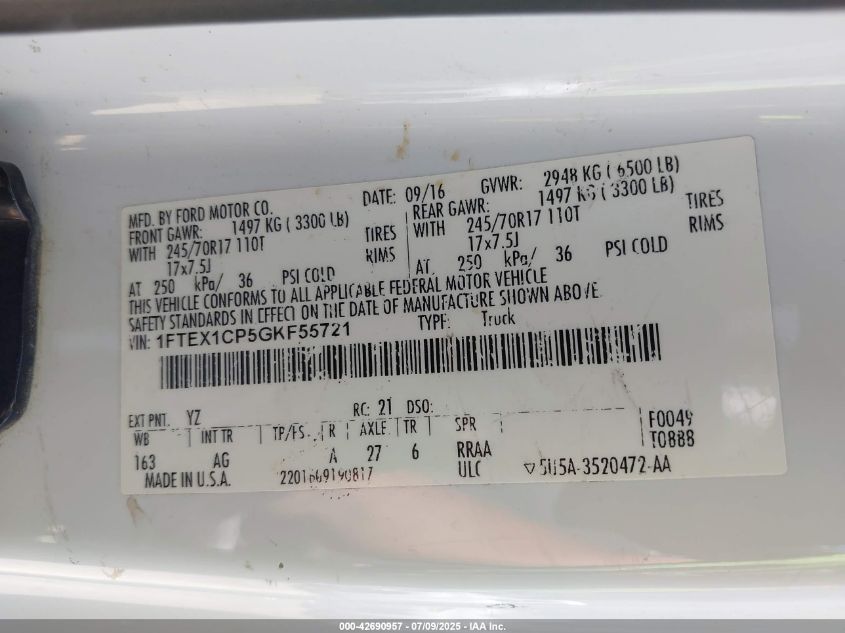 MFD. BY FORD MOTOR CO. DATE: 09/16 GVWR: 2948 KG ( 6500 LB)
FRONT GAWR: 1497 KG ( 3300 LB) REAR GAWR: 1497 KG ( 3300 LB)
WITH 245/70R17 110T TIRES WITH 245/70R17 110T TIRES
17x7.5J RIMS 17x7.5J RIMS
AT 250 kPa/ 36 PSI COLD AT 250 kPa/ 36 PSI COLD
THIS VEHICLE CONFORMS TO ALL APPLICABLE FEDERAL MOTOR VEHICLE
SAFETY STANDARDS IN EFFECT ON THE DATE OF MANUFACTURE SHOWN ABOVE.
VIN: 1FTEX1CP5GKF55721 TYPE: Truck
EXT PNT: YZ RC: 21 DSO: F0049
WB INT TR TP/PS R AXLE TR SPR T0888
163 AG A 27 6 RRAA
MADE IN U.S.A. ULC ▽5U5A-3520472-AA
000-42690957 - 07/09/2025 - IAA Inc.